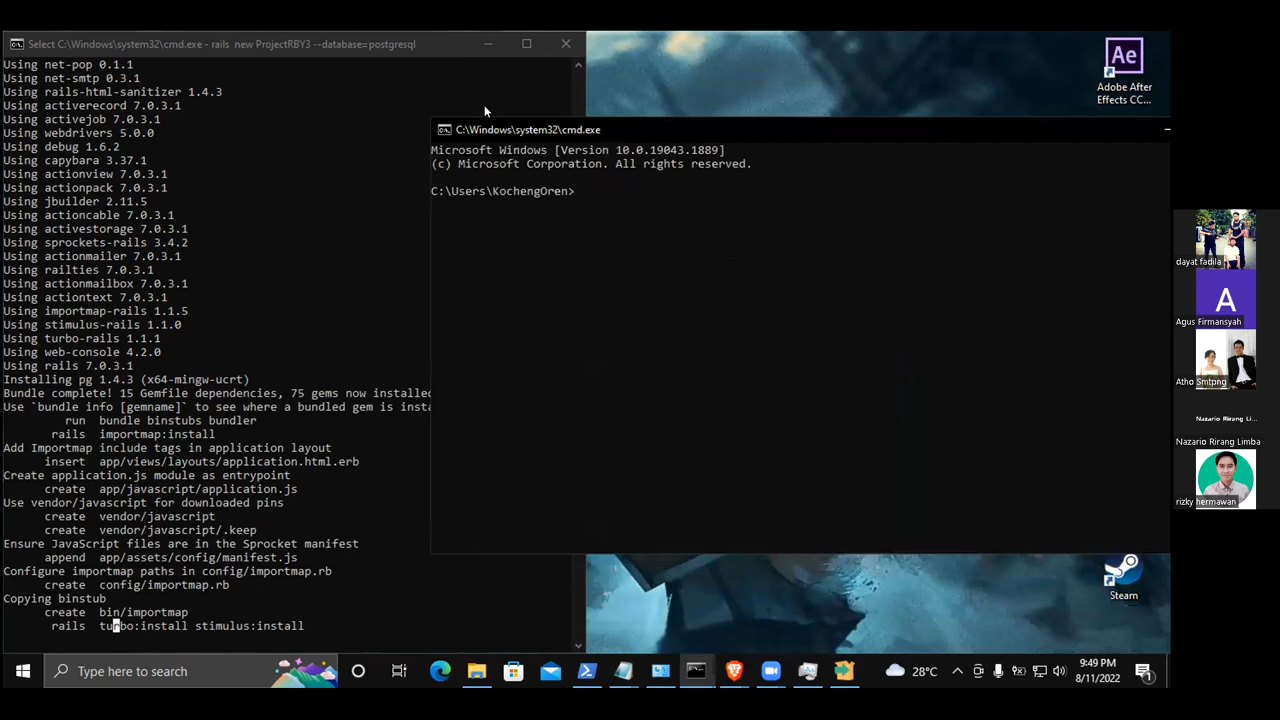 Select C:\Windows\system32\cmd.exe - rails  new ProjectRBY3 --database=postgresql
Using net-pop 0.1.1
Using net-smtp 0.3.1
Using rails-html-sanitizer 1.4.3
Using activerecord 7.0.3.1
Using activejob 7.0.3.1
Using webdrivers 5.0.0
Using debug 1.6.2
Using capybara 3.37.1
Using actionview 7.0.3.1
Using actionpack 7.0.3.1
Using jbuilder 2.11.5
Using actioncable 7.0.3.1
Using activestorage 7.0.3.1
Using sprockets-rails 3.4.2
Using actionmailer 7.0.3.1
Using railties 7.0.3.1
Using actionmailbox 7.0.3.1
Using actiontext 7.0.3.1
Using importmap-rails 1.1.5
Using stimulus-rails 1.1.0
Using turbo-rails 1.1.1
Using web-console 4.2.0
Using rails 7.0.3.1
Installing pg 1.4.3 (x64-mingw-ucrt)
Bundle complete! 15 Gemfile dependencies, 75 gems now installed
Use `bundle info [gemname]` to see where a bundled gem is insta
run  bundle binstubs bundler
rails  importmap:install
Add Importmap include tags in application layout
insert  app/views/layouts/application.html.erb
Create application.js module as entrypoint
create  app/javascript/application.js
Use vendor/javascript for downloaded pins
create  vendor/javascript
create  vendor/javascript/.keep
Ensure JavaScript files are in the Sprocket manifest
append  app/assets/config/manifest.js
Configure importmap paths in config/importmap.rb
create  config/importmap.rb
Copying binstub
create  bin/importmap
rails  turbo:install stimulus:install
C:\Windows\system32\cmd.exe
Microsoft Windows [Version 10.0.19043.1889]
(c) Microsoft Corporation. All rights reserved.
C:\Users\KochengOren>
Ae
Adobe After
Effects CC...
Steam
dayat fadila
A
Agus Firmansyah
Atho Smtpng
Nazario Rirang Li...
Nazario Rirang Limba
rizky hermawan
Type here to search
28°C
9:49 PM
8/11/2022
1